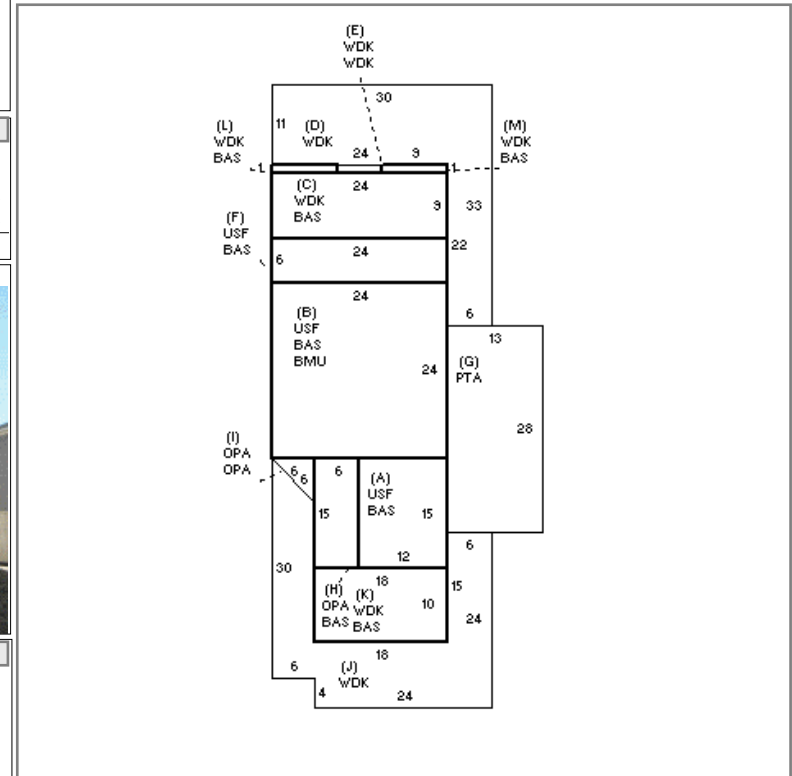 (E)
WDK
WDK
30
(L)
WDK
BAS
11
(D)
WDK
(M)
WDK
BAS
24
9
1
1
(C)
WDK
BAS
24
9
33
(F)
USF
BAS
6
24
22
24
(B)
USF
BAS
BMU
24
6
13
(G)
PTA
28
(I)
OPA
OPA
6
6
6
(A)
USF
BAS
15
15
12
6
30
(H)
OPA
BAS
18
(K)
WDK
BAS
10
15
24
18
6
(J)
WDK
4
24